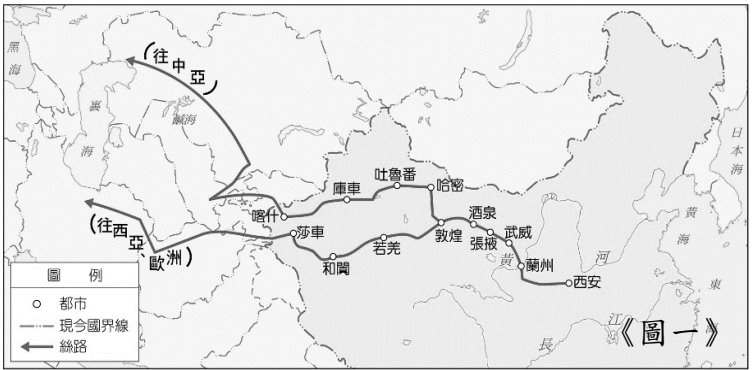 黑海
裏海
鹹海
(往中亞)
(往西亞、歐洲)
喀什
庫車
吐魯番
哈密
莎車
和闐
若羌
敦煌
酒泉
張掖
武威
蘭州
西安
黃河
長江
日本海
黃海
東海
圖例
都市
現今國界線
絲路
《圖一》